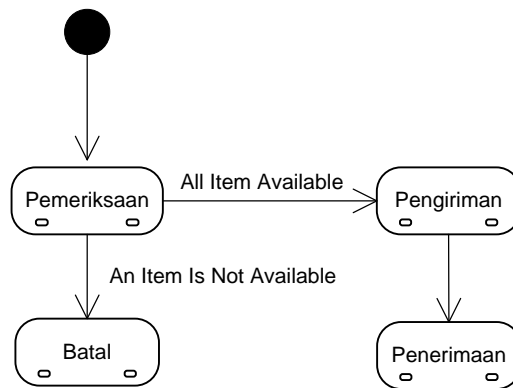 Pemeriksaan
All Item Available
Pengiriman
An Item Is Not Available
Batal
Penerimaan